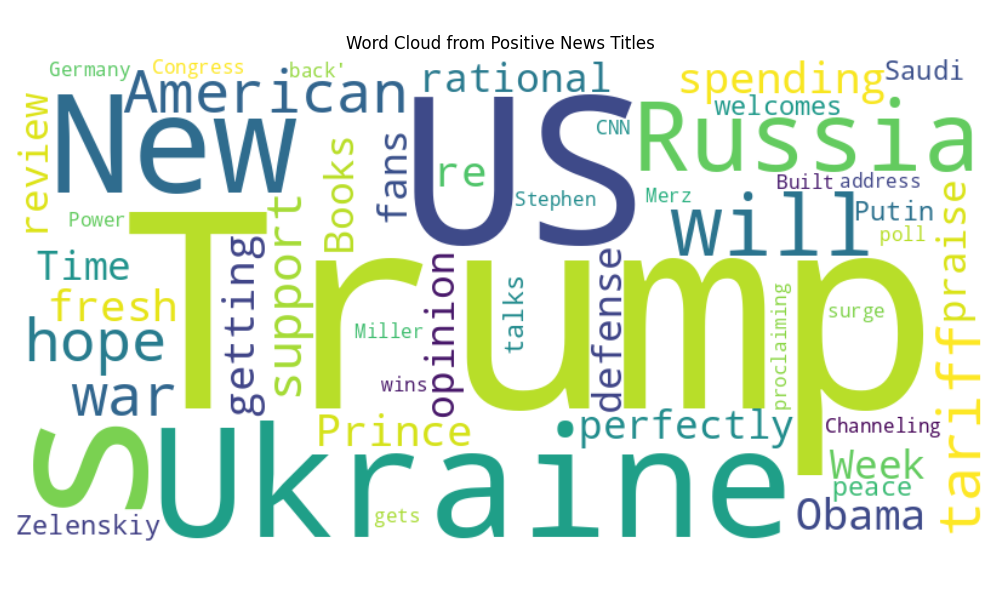 Word Cloud from Positive News Titles
Germany
Congress
back'
rational
spending
Saudi
American
review
New
US
CNN
welcomes
Russia
fans
Books
re
Stephen
Merz
Built
address
Power
will
Putin
poll
Trump
Time
getting
support
opinion
talks
defense
praise
fresh
hope
Miller
proclaiming
surge
war
wins
tariff
Prince
perfectly
Channeling
S
Ukraine
Week
peace
Zelenskiy
gets
Obama